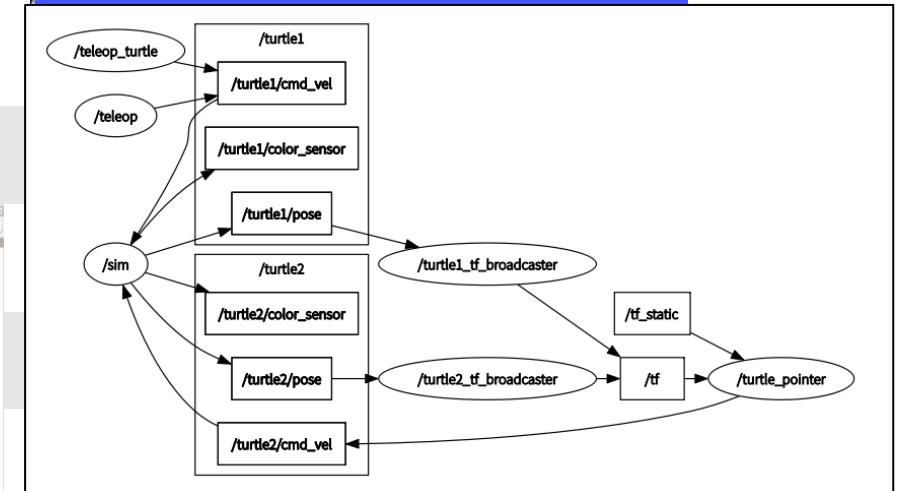 /teleop_turtle
/teleop
/sim
/turtle1
/turtle1/cmd_vel
/turtle1/color_sensor
/turtle1/pose
/turtle2
/turtle2/color_sensor
/turtle2/pose
/turtle2/cmd_vel
/turtle1_tf_broadcaster
/turtle2_tf_broadcaster
/tf_static
/tf
/turtle_pointer